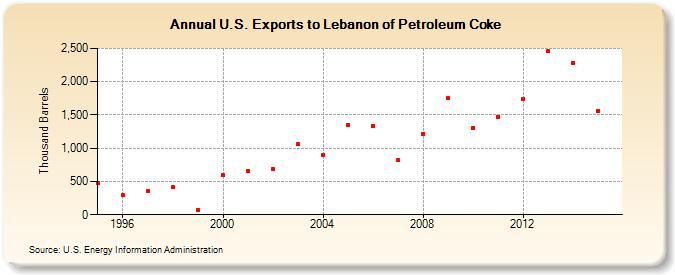 Annual U.S. Exports to Lebanon of Petroleum Coke
Thousand Barrels
2,500
2,000
1,500
1,000
500
0
1996 2000 2004 2008 2012
Source: U.S. Energy Information Administration